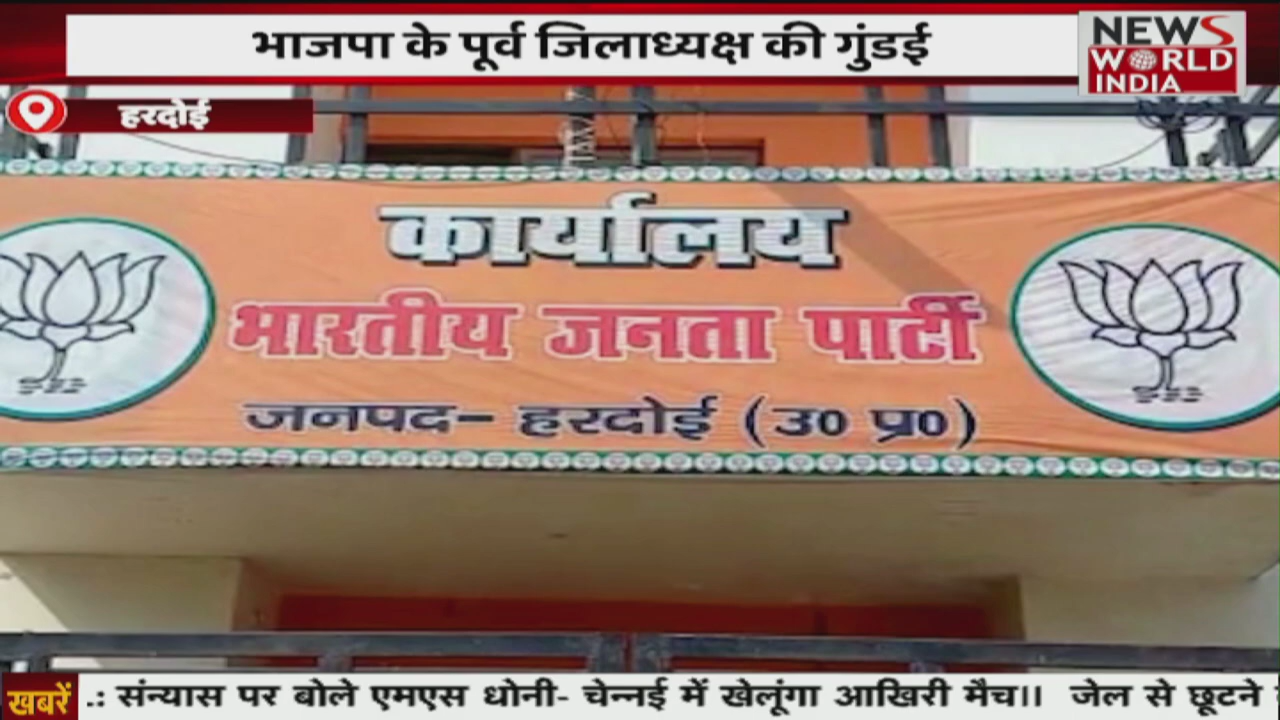 भाजपा के पूर्व जिलाध्यक्ष की गुंडई
NEWS
WORLD
INDIA
हरदोई
कार्यालय
भारतीय जनता पार्टी
जनपद- हरदोई (उ० प्र०)
खबरें .: संन्यास पर बोले एमएस धोनी- चेन्नई में खेलूंगा आखिरी मैच।। जेल से छूटने